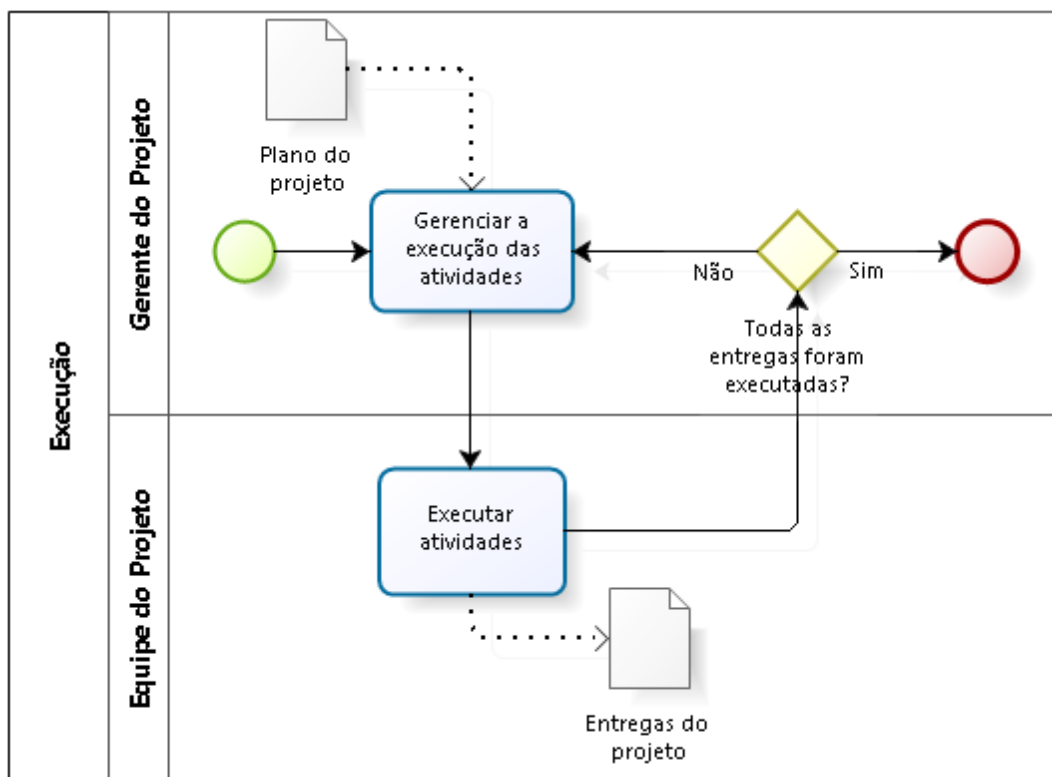 Execução
Gerente do Projeto
Plano do
projeto
Gerenciar a
execução das
atividades
Não
Sim
Todas as
entregas foram
executadas?
Equipe do Projeto
Executar
atividades
Entregas do
projeto